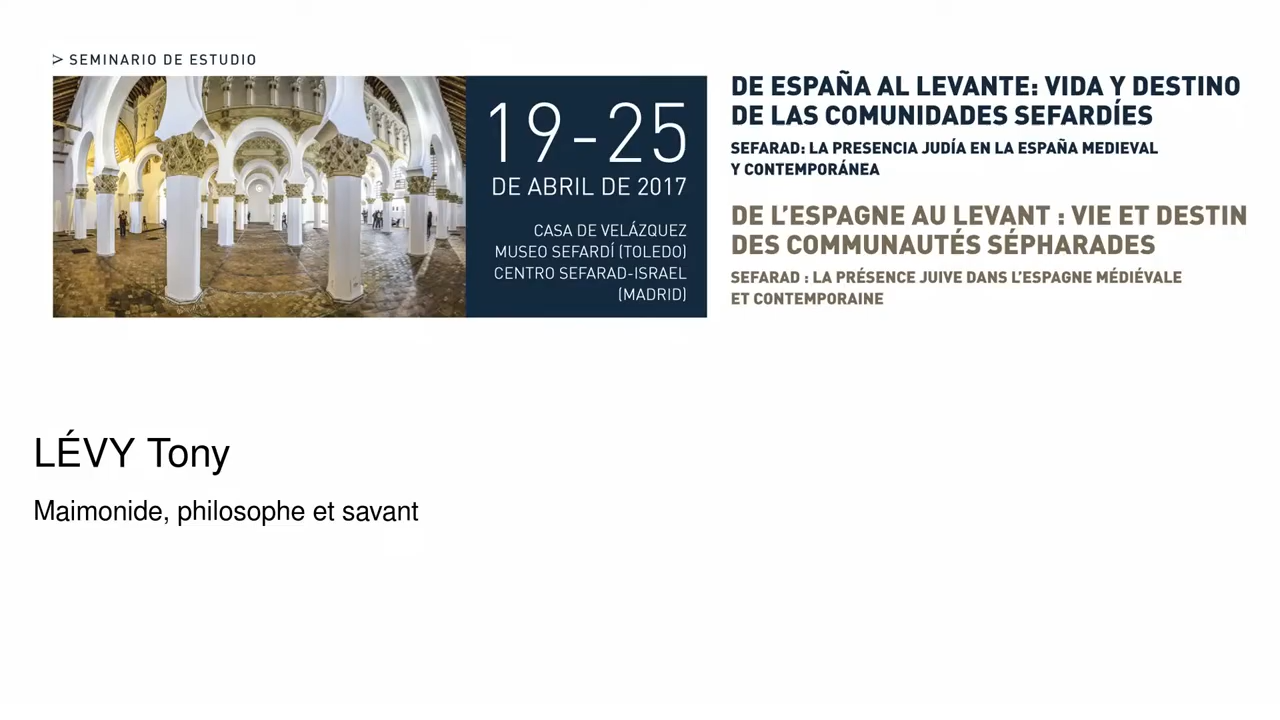 > SEMINARIO DE ESTUDIO
19-25
DE ABRIL DE 2017
CASA DE VELÁZQUEZ
MUSEO SEFARDÍ (TOLEDO)
CENTRO SEFARAD-ISRAEL
(MADRID)
DE ESPAÑA AL LEVANTE: VIDA Y DESTINO
DE LAS COMUNIDADES SEFARDÍES
SEFARAD: LA PRESENCIA JUDÍA EN LA ESPAÑA MEDIEVAL
Y CONTEMPORÁNEA
DE L'ESPAGNE AU LEVANT : VIE ET DESTIN
DES COMMUNAUTÉS SÉPHARADES
SEFARAD : LA PRÉSENCE JUIVE DANS L'ESPAGNE MÉDIÉVALE
ET CONTEMPORAINE
LÉVY Tony
Maimonide, philosophe et savant